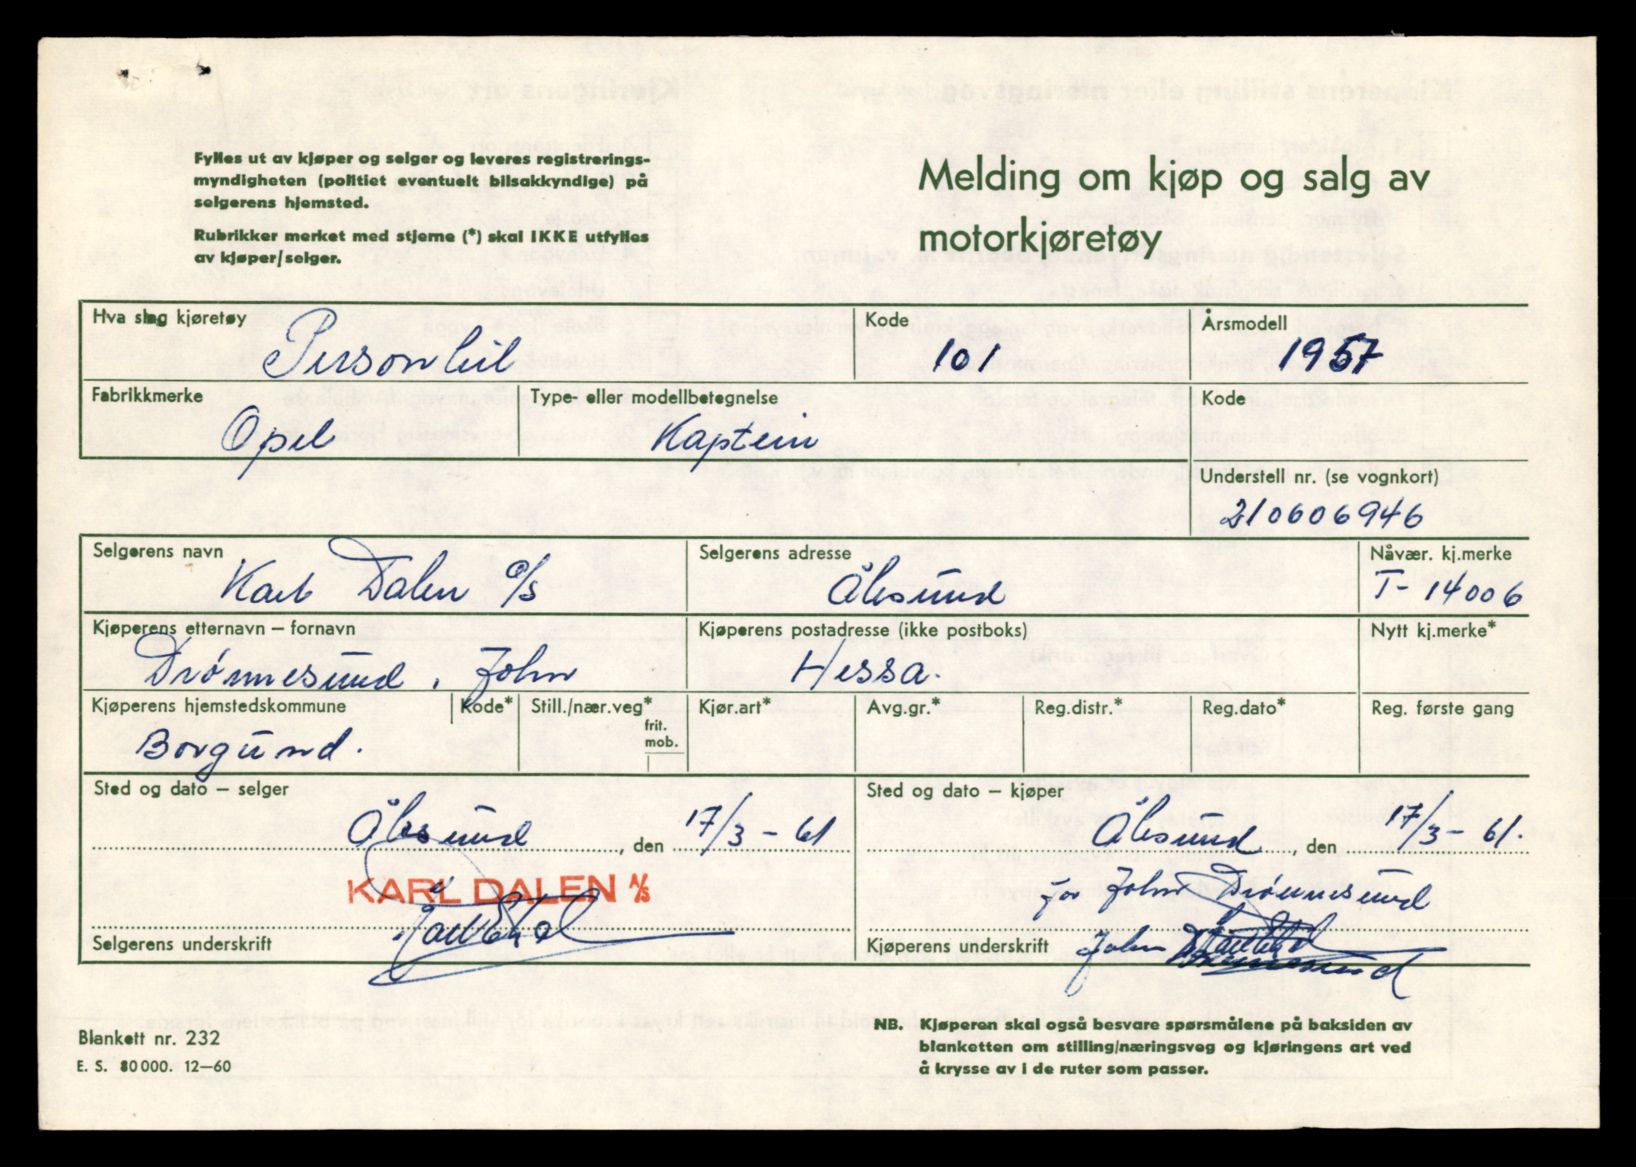 Fylles ut av kjøper og selger og leveres registrerings-
myndigheten (politiet eventuelt bilsakkyndige) på
selgerens hjemsted.
Rubrikker merket med stjerne (*) skal IKKE utfylles
av kjøper/selger.
Melding om kjøp og salg av
motorkjøretøy
Hva slag kjøretøy
Personbil
Kode
101
Årsmodell
1957
Fabrikkmerke
Opel
Type- eller modellbetegnelse
Kaptein
Kode
Understell nr. (se vognkort)
210606946
Selgerens navn
Karl Dalen A/S
Selgerens adresse
Ålesund
Nåvær. kj.merke
T-14006
Kjøperens etternavn – fornavn
Drønnesund, John
Kjøperens postadresse (ikke postboks)
Hessa.
Nytt kj.merke*
Kjøperens hjemstedskommune
Borgund.
Kode*
Still./nær.veg*
frit.
mob.
Kjør.art*
Avg.gr.*
Reg.distr.*
Reg.dato*
Reg. første gang
Sted og dato – selger
Ålesund, den 17/3-61
KARL DALEN A/S
Selgerens underskrift
Sted og dato – kjøper
Ålesund, den 17/3-61.
for John Drønnesund
Kjøperens underskrift John Drønnesund
Blankett nr. 232
E. S. 80000. 12–60
NB. Kjøperen skal også besvare spørsmålene på baksiden av
blanketten om stilling/næringsveg og kjøringens art ved
å krysse av i de ruter som passer.